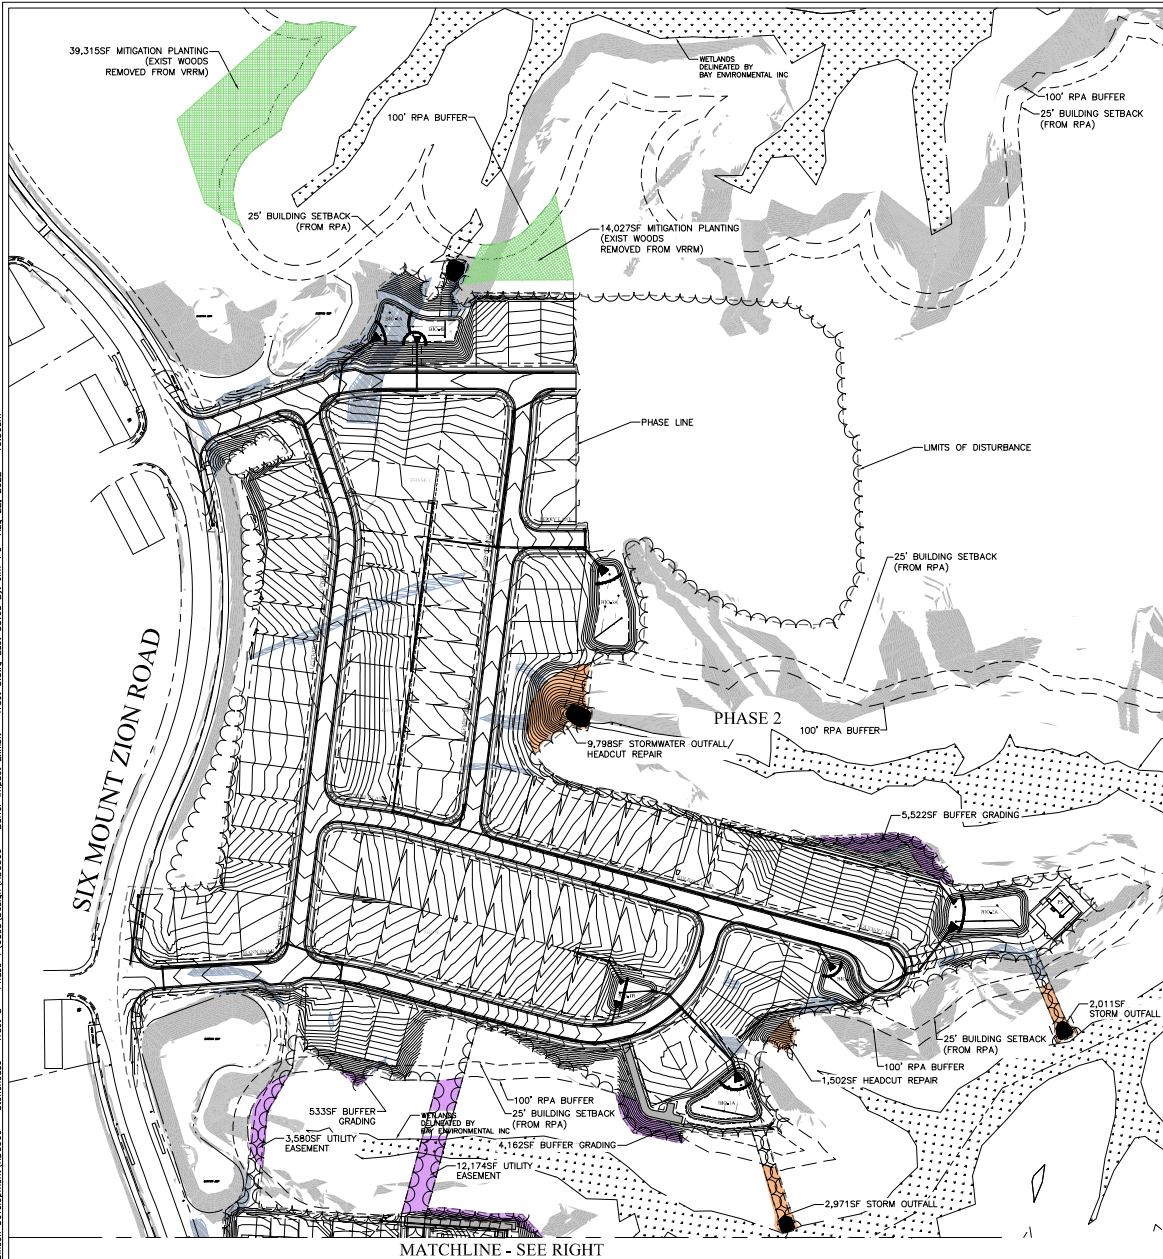 39,315SF MITIGATION PLANTING
(EXIST WOODS
REMOVED FROM VRRM)
WETLANDS
DELINEATED BY
BAY ENVIRONMENTAL INC
100' RPA BUFFER
25' BUILDING SETBACK
(FROM RPA)
100' RPA BUFFER
25' BUILDING SETBACK
(FROM RPA)
14,027SF MITIGATION PLANTING
(EXIST WOODS
REMOVED FROM VRRM)
PHASE LINE
LIMITS OF DISTURBANCE
PHASE 1
25' BUILDING SETBACK
(FROM RPA)
SIX MOUNT ZION ROAD
PHASE 2
100' RPA BUFFER
9,798SF STORMWATER OUTFALL/
HEADCUT REPAIR
5,522SF BUFFER GRADING
PS
2,011SF
STORM OUTFALL
25' BUILDING SETBACK
(FROM RPA)
100' RPA BUFFER
1,502SF HEADCUT REPAIR
100' RPA BUFFER
25' BUILDING SETBACK
(FROM RPA)
533SF BUFFER
GRADING
WETLANDS
DELINEATED BY
BAY ENVIRONMENTAL INC
3,580SF UTILITY
EASEMENT
4,162SF BUFFER GRADING
12,174SF UTILITY
EASEMENT
2,971SF STORM OUTFALL
MATCHLINE - SEE RIGHT